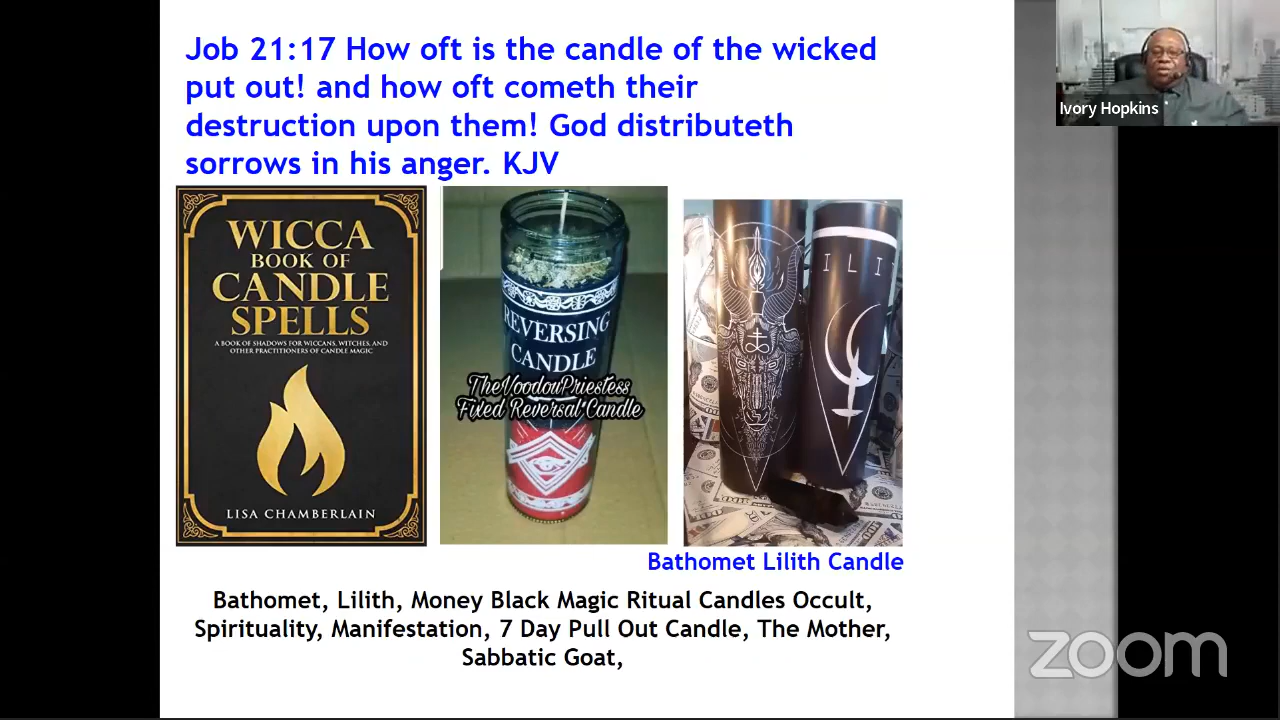 Job 21:17 How oft is the candle of the wicked
put out! and how oft cometh their
destruction upon them! God distributeth
sorrows in his anger. KJV
Ivory Hopkins
WICCA
BOOK OF
CANDLE
SPELLS
A BOOK OF SHADOWS FOR WICCANS, WITCHES, AND
OTHER PRACTITIONERS OF CANDLE MAGIC
LISA CHAMBERLAIN
REVERSING
CANDLE
TheVoodouPriestess
Fixed Reversal Candle
I L I
Bathomet Lilith Candle
Bathomet, Lilith, Money Black Magic Ritual Candles Occult,
Spirituality, Manifestation, 7 Day Pull Out Candle, The Mother,
Sabbatic Goat,
zoom